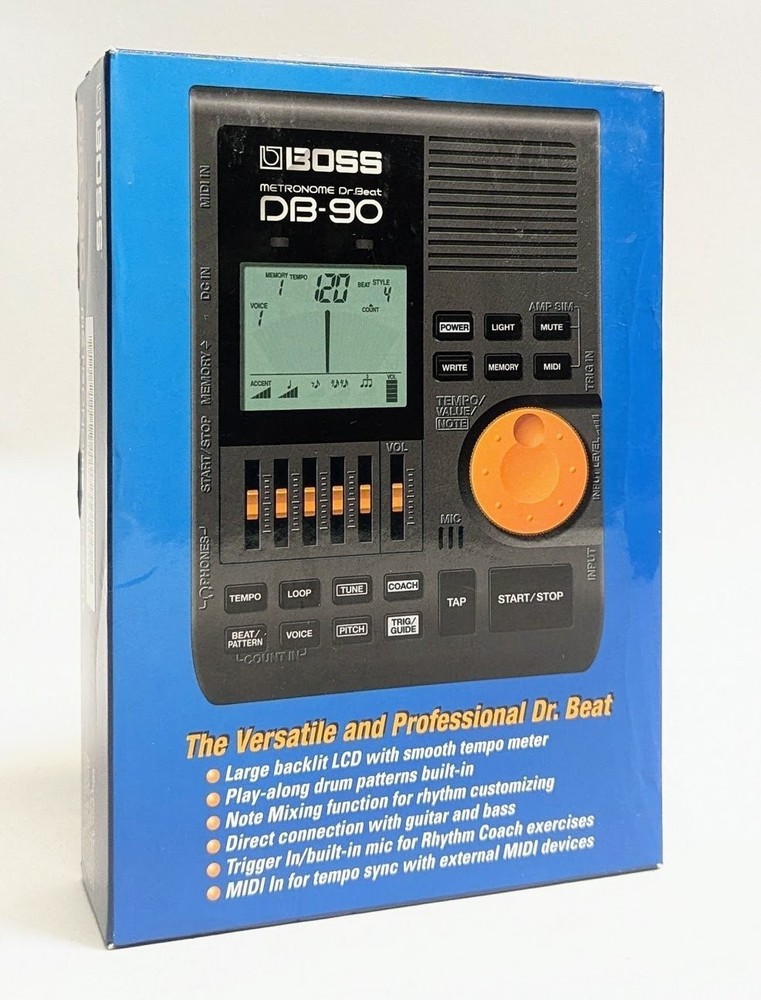 BOSS
BOSS
METRONOME Dr.Beat
DB-90
MIDI IN
DC IN
MEMORY
START/STOP
PHONES
MEMORY TEMPO BEAT STYLE
1 120 4
VOICE COUNT
1
ACCENT VOL
AMP SIM
POWER LIGHT MUTE
WRITE MEMORY MIDI
TRIG IN
TEMPO/
VALUE/
NOTE
INPUT LEVEL
VOL
MIC
INPUT
TEMPO LOOP TUNE COACH
TAP START/STOP
BEAT/
PATTERN VOICE PITCH TRIG/
GUIDE
COUNT IN
The Versatile and Professional Dr. Beat
Large backlit LCD with smooth tempo meter
Play-along drum patterns built-in
Note Mixing function for rhythm customizing
Direct connection with guitar and bass
Trigger In/built-in mic for Rhythm Coach exercises
MIDI In for tempo sync with external MIDI devices